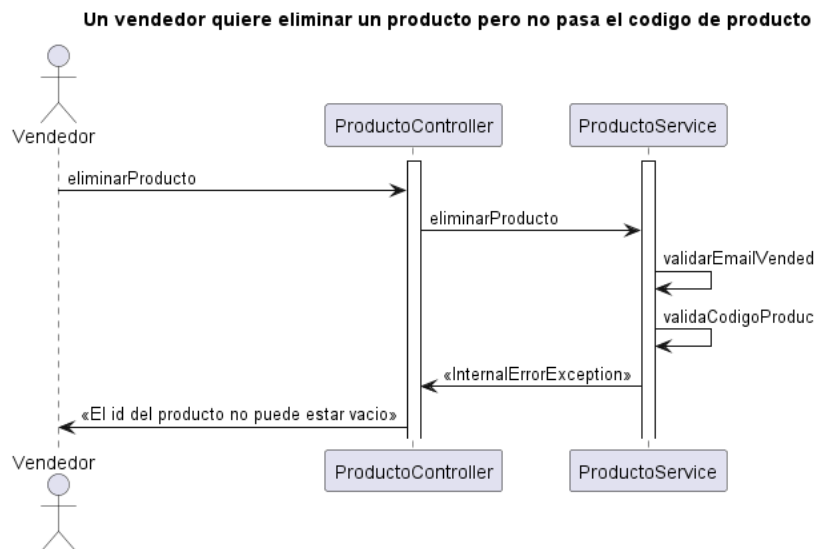 Un vendedor quiere eliminar un producto pero no pasa el codigo de producto
Vendedor
ProductoController
ProductoService
eliminarProducto
eliminarProducto
validarEmailVended
validaCodigoProduc
«InternalErrorException»
«El id del producto no puede estar vacio»
Vendedor
ProductoController
ProductoService